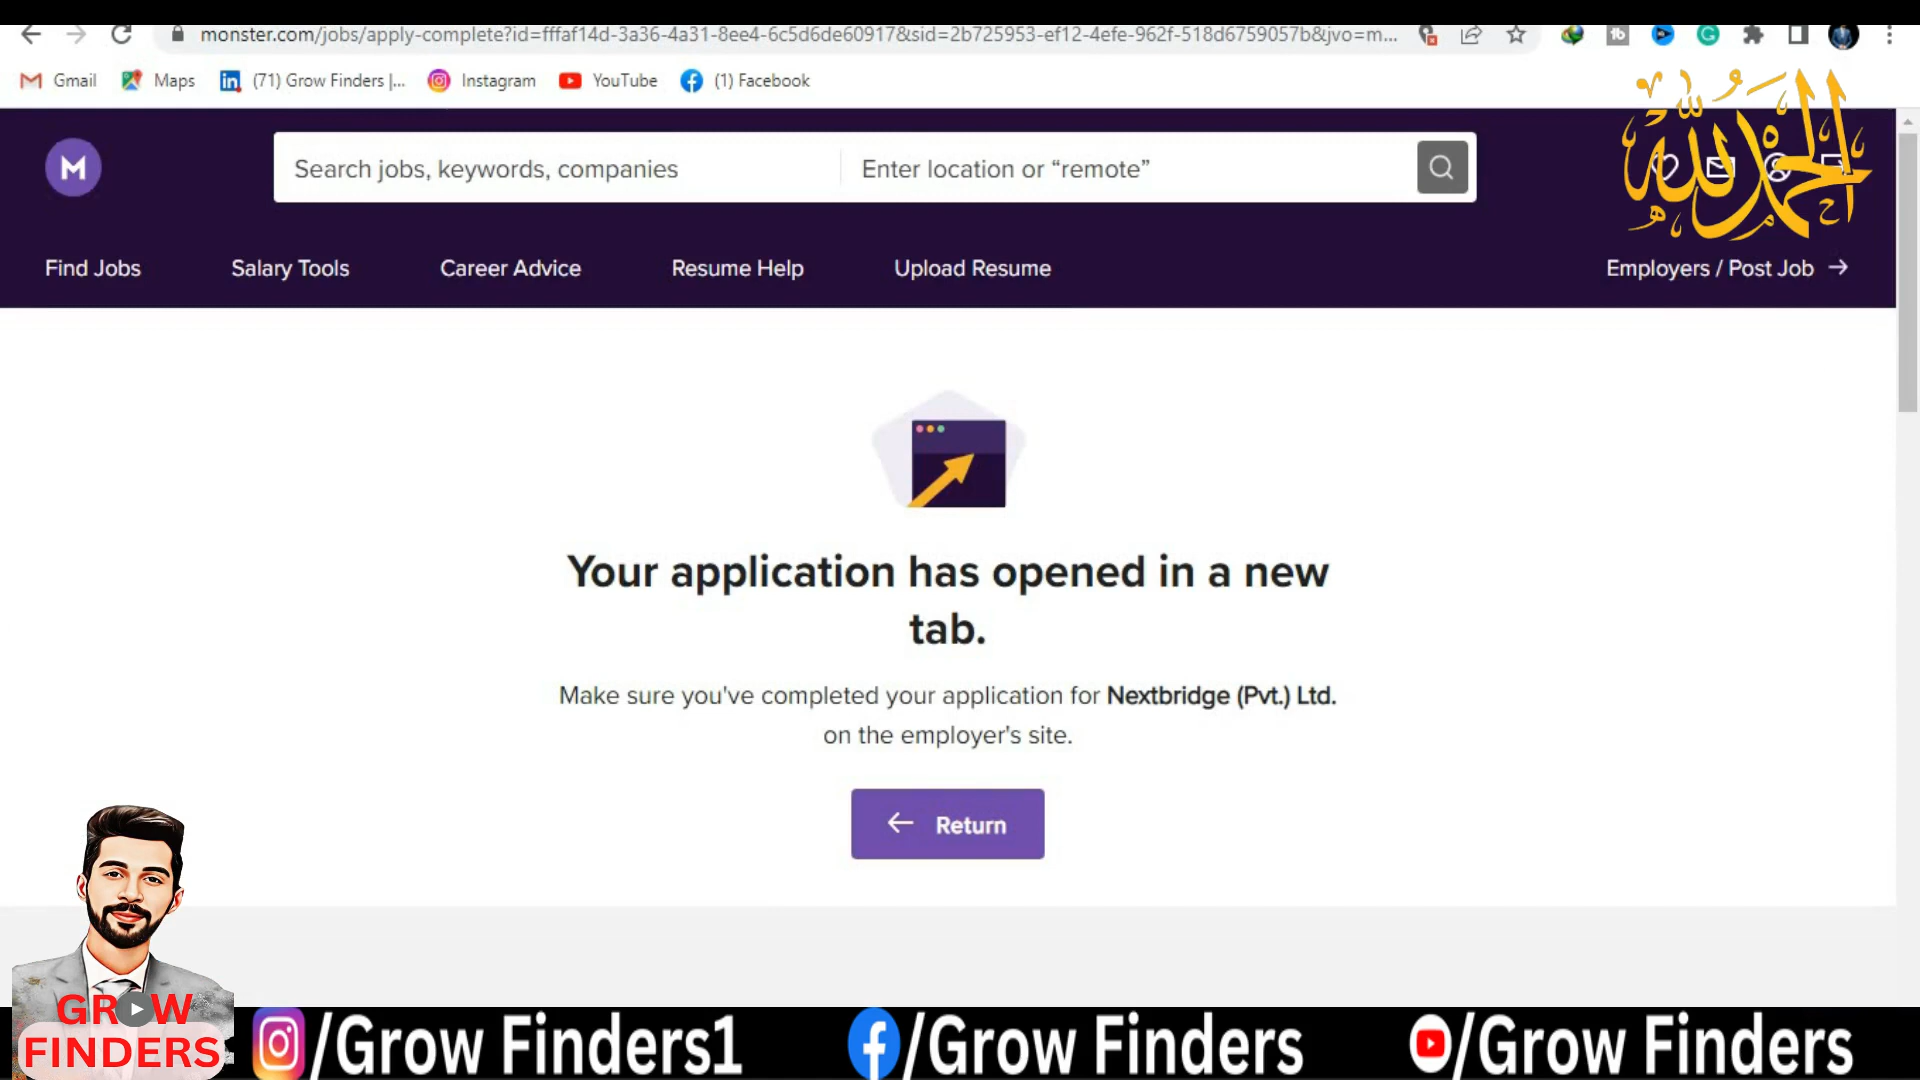 monster.com/jobs/apply-complete?id=fffaf14d-3a36-4a31-8ee4-6c5d6de60917&sid=2b725953-ef12-4efe-962f-518d6759057b&jvo=m...
Gmail
Maps
(71) Grow Finders |...
Instagram
YouTube
(1) Facebook
الحمد لله
M
Search jobs, keywords, companies
Enter location or “remote”
Find Jobs
Salary Tools
Career Advice
Resume Help
Upload Resume
Employers / Post Job
Your application has opened in a new
tab.
Make sure you've completed your application for Nextbridge (Pvt.) Ltd.
on the employer's site.
Return
GROW
FINDERS
/Grow Finders1
/Grow Finders
/Grow Finders